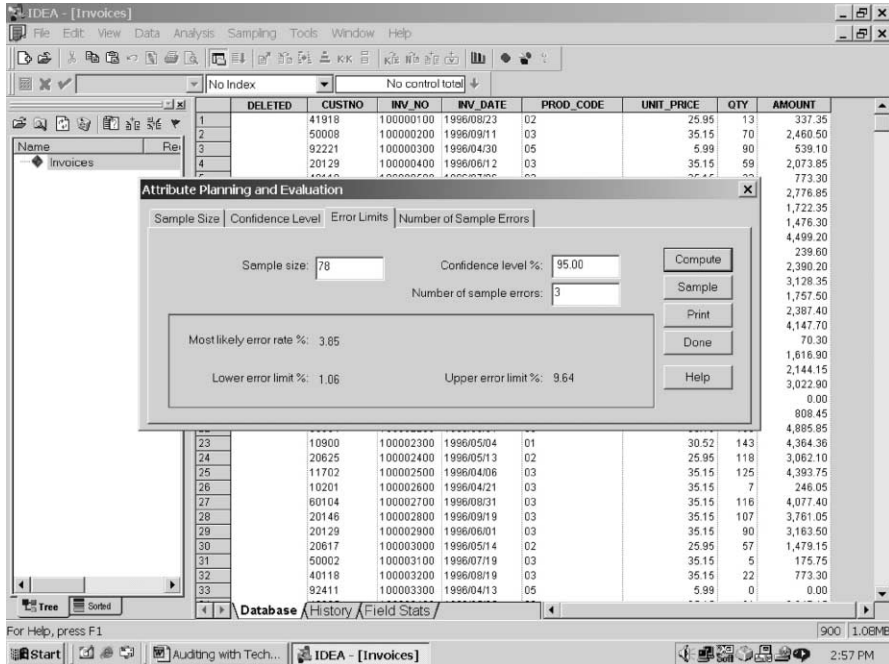 IDEA - [Invoices]
File Edit View Data Analysis Sampling Tools Window Help
No Index No control total
DELETED CUSTNO INV_NO INV_DATE PROD_CODE UNIT_PRICE QTY AMOUNT
Name
Invoices
1 41918 100000100 1996/08/23 02 25.95 13 337.35
2 50008 100000200 1996/09/11 03 35.15 70 2,460.50
3 92221 100000300 1996/04/30 05 5.99 90 539.10
4 20129 100000400 1996/06/12 03 35.15 59 2,073.85
773.30
2,776.85
1,722.35
1,476.30
4,499.20
239.60
2,390.20
3,128.35
1,757.50
2,387.40
4,147.70
70.30
1,616.90
2,144.15
3,022.90
0.00
808.45
4,885.85
Attribute Planning and Evaluation
Sample Size Confidence Level Error Limits Number of Sample Errors
Sample size: 78 Confidence level %: 95.00
Number of sample errors: 3
Compute
Sample
Print
Done
Help
Most likely error rate %: 3.85
Lower error limit %: 1.06 Upper error limit %: 9.64
23 10900 100002300 1996/05/04 01 30.52 143 4,364.36
24 20625 100002400 1996/05/13 02 25.95 118 3,062.10
25 11702 100002500 1996/04/06 03 35.15 125 4,393.75
26 10201 100002600 1996/04/21 03 35.15 7 246.05
27 60104 100002700 1996/08/31 03 35.15 116 4,077.40
28 20146 100002800 1996/09/19 03 35.15 107 3,761.05
29 20129 100002900 1996/06/01 03 35.15 90 3,163.50
30 20617 100003000 1996/05/14 02 25.95 57 1,479.15
31 50002 100003100 1996/07/19 03 35.15 5 175.75
32 40118 100003200 1996/08/19 03 35.15 22 773.30
33 92411 100003300 1996/04/13 05 5.99 0 0.00
Tree Sorted
Database History Field Stats
For Help, press F1 900 1.08MB
Start Auditing with Tech... IDEA - [Invoices] 2:57 PM